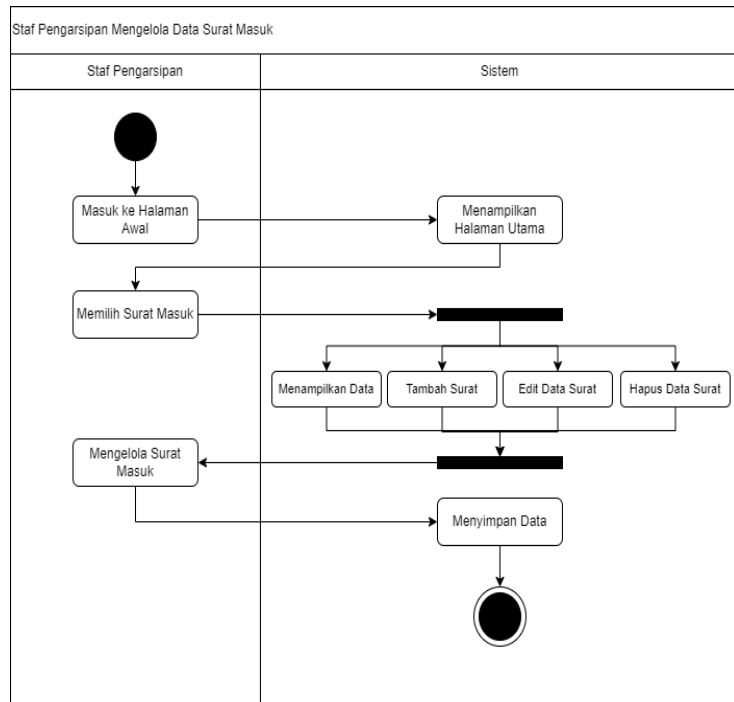 Staf Pengarsipan Mengelola Data Surat Masuk
Staf Pengarsipan
Sistem
Masuk ke Halaman
Awal
Menampilkan
Halaman Utama
Memilih Surat Masuk
Menampilkan Data
Tambah Surat
Edit Data Surat
Hapus Data Surat
Mengelola Surat
Masuk
Menyimpan Data